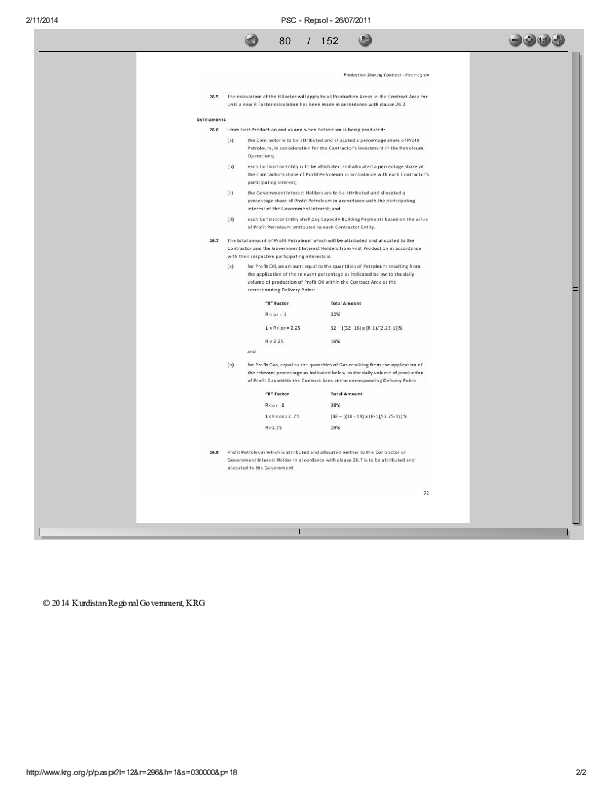 2/11/2014 PSC - Repsol - 26/07/2011
80 / 152
Production Sharing Contract -
26.5 The calculation of the R Factor will apply to all Production Areas in the Contract Area for
until a new R Factor calculation has been made in accordance with clause 26.2.
Entitlements
26.6 From First Production and as and when Petroleum is being produced:
(a) the Contractor is to be attributed and allocated a percentage share of Profit
Petroleum, in consideration for the Contractor's investment in the Petroleum
Operations;
(b) each Contractor Entity is to be attributed and allocated a percentage share of
the Contractor's share of Profit Petroleum in accordance with each Contractor's
participating interest;
(c) the Government Interest Holders are to be attributed and allocated a
percentage share of Profit Petroleum in accordance with the participating
interest of the Government Interest; and
(d) each Contractor Entity shall pay Capacity Building Payments based on the value
of Profit Petroleum attributed to each Contractor Entity.
26.7 The total amount of Profit Petroleum which will be attributed and allocated to the
Contractor and the Government Interest Holders from First Production in accordance
with their respective participating interests is:
(a) for Profit Oil, an amount equal to the quantities of Petroleum resulting from
the application of the relevant percentage as indicated below to the daily
volume of production of Profit Oil within the Contract Area at the
corresponding Delivery Point:
"R" Factor Total Amount
R < or = 1 32%
1 < R < or = 2.25 32 - [(32-16) x (R-1)/(2.25-1)]%
R > 2.25 16%
and
(b) for Profit Gas, equal to the quantities of Gas resulting from the application of
the relevant percentage as indicated below to the daily volume of production
of Profit Gas within the Contract Area at the corresponding Delivery Point:
"R" Factor Total Amount
R < or = 1 38%
1 < R < or = 2.75
R > 2.75 19%
26.8 Profit Petroleum which is attributed and allocated neither to the Contractor or
Government Interest Holder in accordance with clause 26.7 is to be attributed and
allocated to the Government.
72
© 2014 Kurdistan Regional Government, KRG
http://www.krg.org/p/p.aspx?l=12&r=296&h=1&s=030000&p=18 2/2